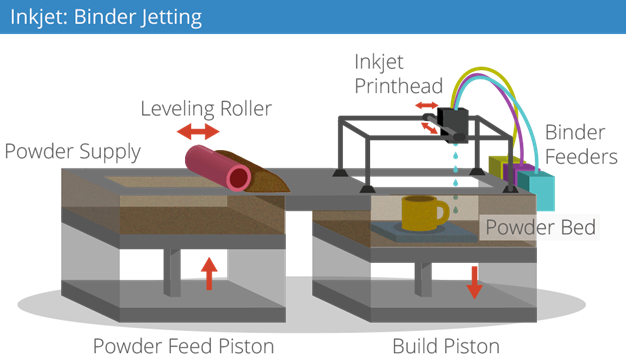 Inkjet: Binder Jetting
Inkjet
Printhead
Leveling Roller
Powder Supply
Binder
Feeders
Powder Bed
Powder Feed Piston
Build Piston